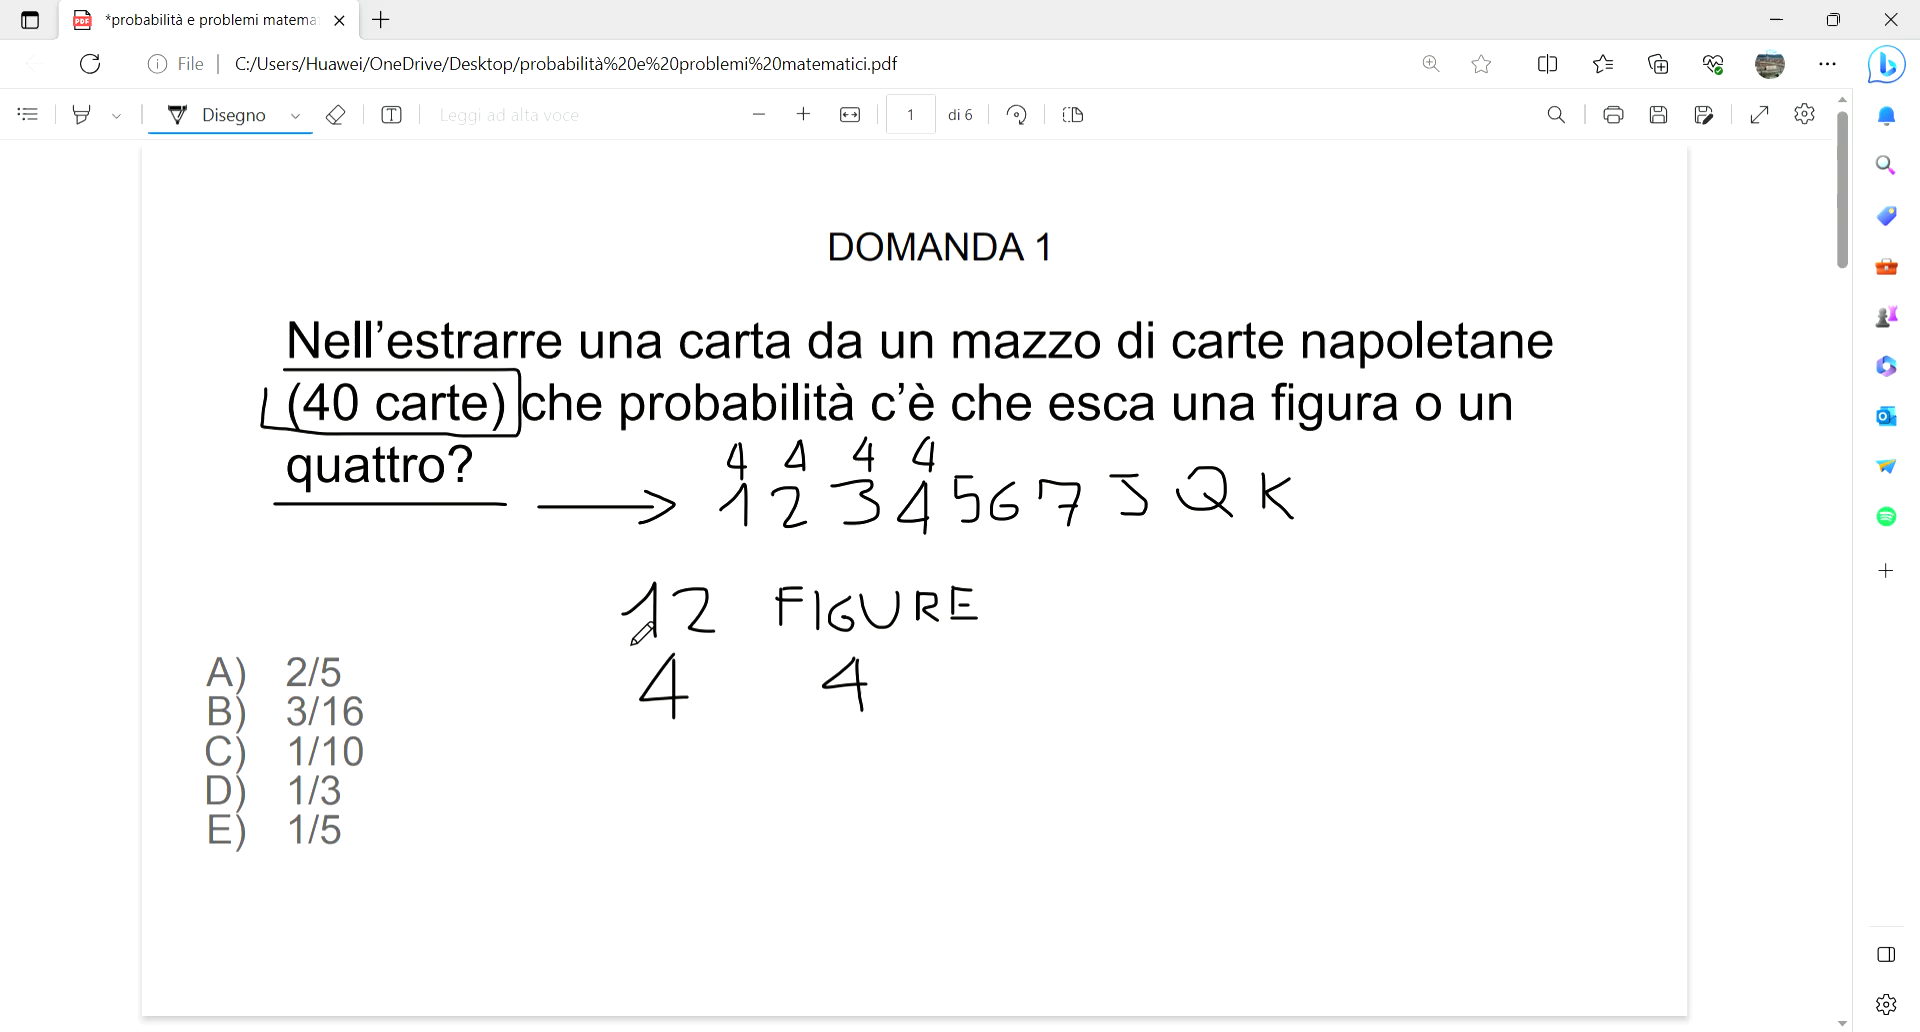 *probabilità e problemi matema
File
C:/Users/Huawei/OneDrive/Desktop/probabilità%20e%20problemi%20matematici.pdf
Disegno
Leggi ad alta voce
1
di 6
DOMANDA 1
Nell’estrarre una carta da un mazzo di carte napoletane
(40 carte) che probabilità c’è che esca una figura o un
quattro?
4 4 4 4
1 2 3 4 5 6 7 J Q K
12 FIGURE
4 4
A) 2/5
B) 3/16
C) 1/10
D) 1/3
E) 1/5